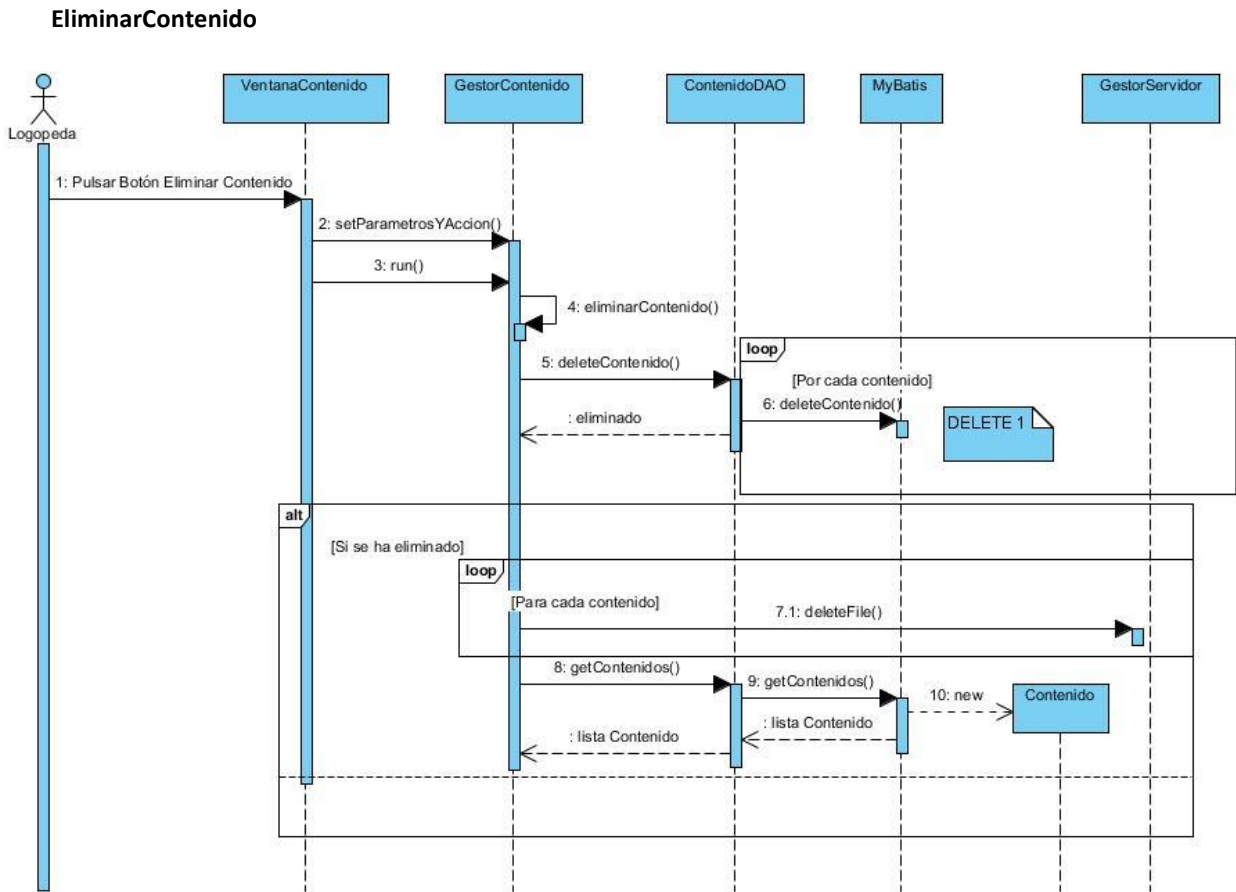 EliminarContenido
VentanaContenido
GestorContenido
ContenidoDAO
MyBatis
GestorServidor
Logopeda
1: Pulsar Botón Eliminar Contenido
2: setParametrosYAccion()
3: run()
4: eliminarContenido()
loop
5: deleteContenido()
[Por cada contenido]
6: deleteContenido()
: eliminado
DELETE 1
alt
[Si se ha eliminado]
loop
[Para cada contenido]
7.1: deleteFile()
8: getContenidos()
9: getContenidos()
10: new
Contenido
: lista Contenido
: lista Contenido